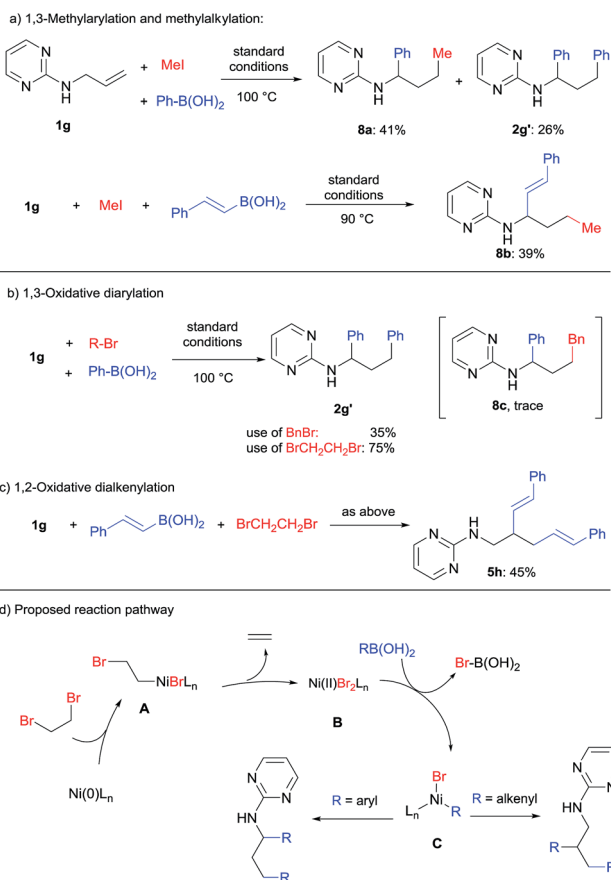 a) 1,3-Methylarylation and methylalkylation:
N
N
N
H
1g
+ MeI
+ Ph-B(OH)2
standard
conditions
100 °C
N
N
N
H
Ph
Me
8a: 41%
+
N
N
N
H
Ph
Ph
2g': 26%
1g + MeI + Ph B(OH)2
standard
conditions
90 °C
N
N
N
H
Ph
Me
8b: 39%
b) 1,3-Oxidative diarylation
1g
+ R-Br
+ Ph-B(OH)2
standard
conditions
100 °C
N
N
N
H
Ph
Ph
2g'
N
N
N
H
Ph
Bn
8c, trace
use of BnBr: 35%
use of BrCH2CH2Br: 75%
c) 1,2-Oxidative dialkenylation
1g + Ph B(OH)2 + BrCH2CH2Br
as above
N
N
H
N
Ph
Ph
5h: 45%
d) Proposed reaction pathway
Br
NiBrLn
A
Br
Br
Ni(0)Ln
Ni(II)Br2Ln
B
RB(OH)2
Br-B(OH)2
Br
Ni
Ln
R
C
R = aryl
R = alkenyl
N
N
HN
R
R
N
HN
R
R